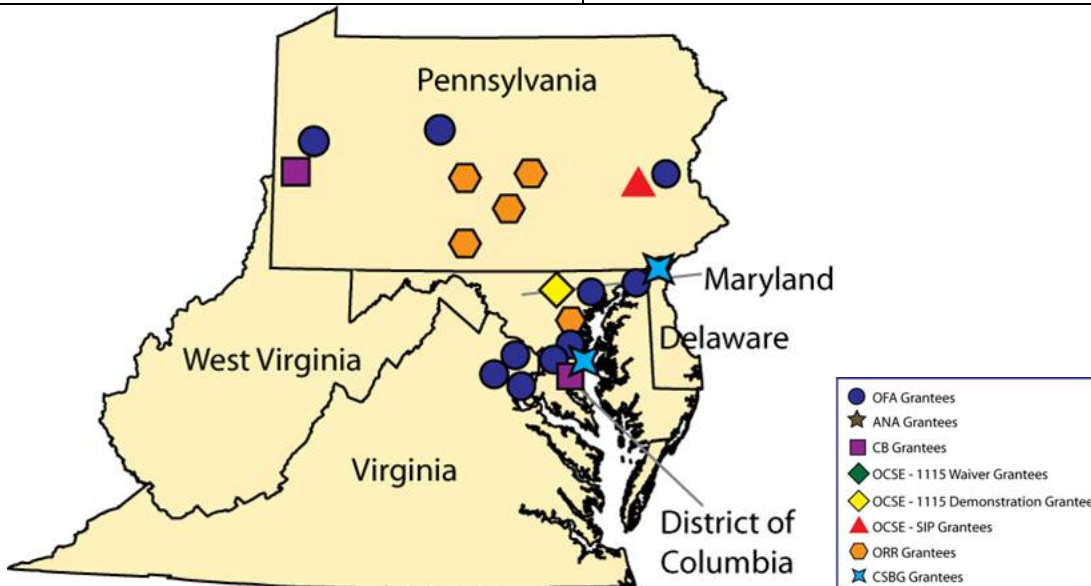 Pennsylvania
Maryland
Delaware
West Virginia
Virginia
District of
Columbia
OFA Grantees
ANA Grantees
CB Grantees
OCSE - 1115 Waiver Grantees
OCSE - 1115 Demonstration Grantee
OCSE - SIP Grantees
ORR Grantees
CSBG Grantees